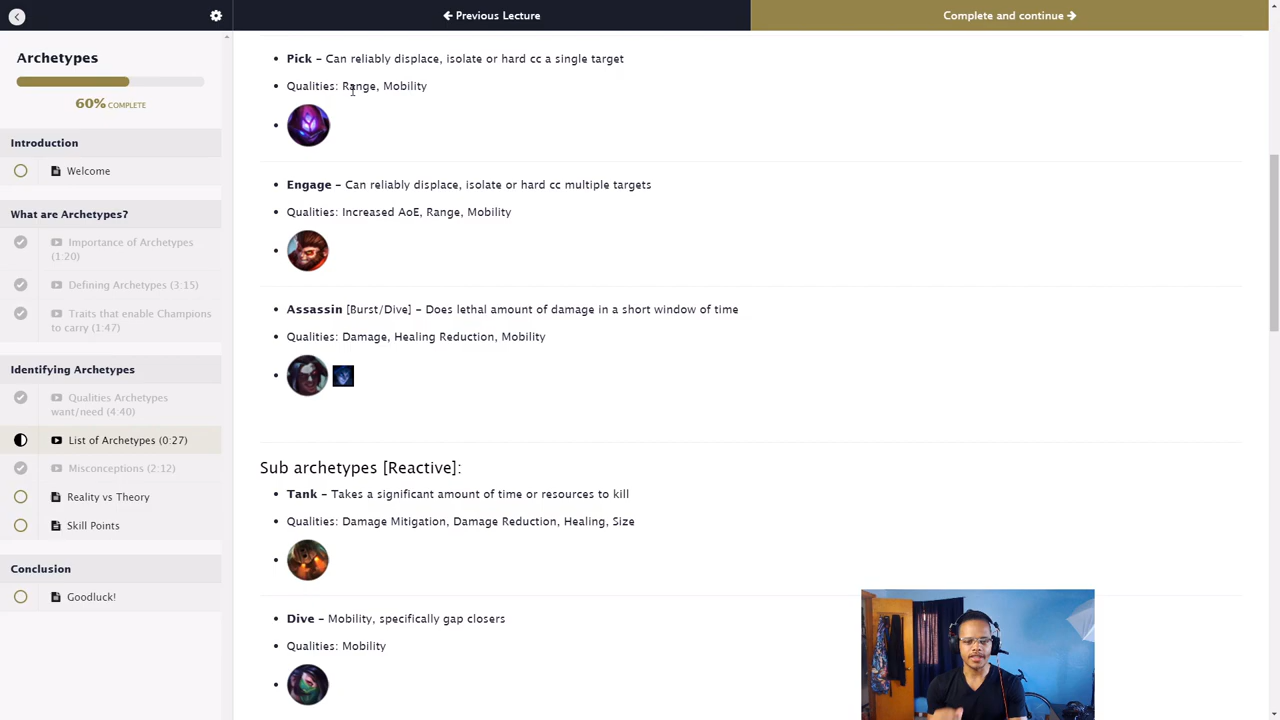 Previous Lecture
Complete and continue
Archetypes
60% COMPLETE
Introduction
Welcome
What are Archetypes?
Importance of Archetypes
(1:20)
Defining Archetypes (3:15)
Traits that enable Champions
to carry (1:47)
Identifying Archetypes
Qualities Archetypes
want/need (4:40)
List of Archetypes (0:27)
Misconceptions (2:12)
Reality vs Theory
Skill Points
Conclusion
Goodluck!
Pick – Can reliably displace, isolate or hard cc a single target
Qualities: Range, Mobility
Engage – Can reliably displace, isolate or hard cc multiple targets
Qualities: Increased AoE, Range, Mobility
Assassin [Burst/Dive] – Does lethal amount of damage in a short window of time
Qualities: Damage, Healing Reduction, Mobility
Sub archetypes [Reactive]:
Tank – Takes a significant amount of time or resources to kill
Qualities: Damage Mitigation, Damage Reduction, Healing, Size
Dive – Mobility, specifically gap closers
Qualities: Mobility